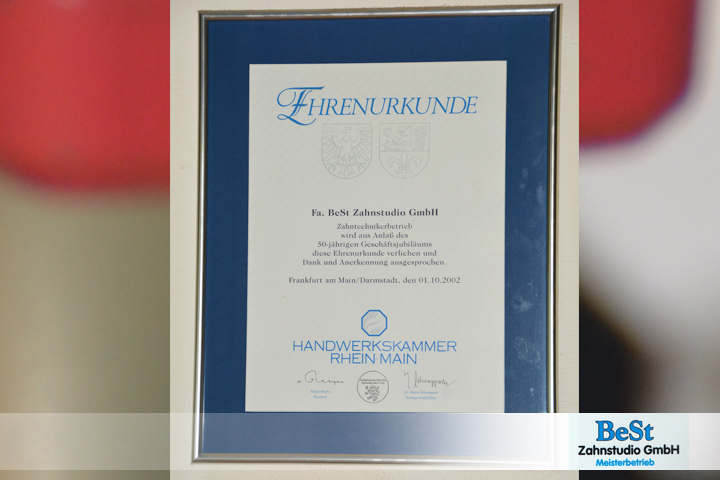 EHRENURKUNDE
Fa. BeSt Zahnstudio GmbH
Zahntechnikerbetrieb
wird aus Anlaß des
50-jährigen Geschäftsjubiläums
diese Ehrenurkunde verliehen und
Dank und Anerkennung ausgesprochen.
Frankfurt am Main/Darmstadt, den 01.10.2002
HANDWERKSKAMMER
RHEIN-MAIN
BeSt
Zahnstudio GmbH
Meisterbetrieb